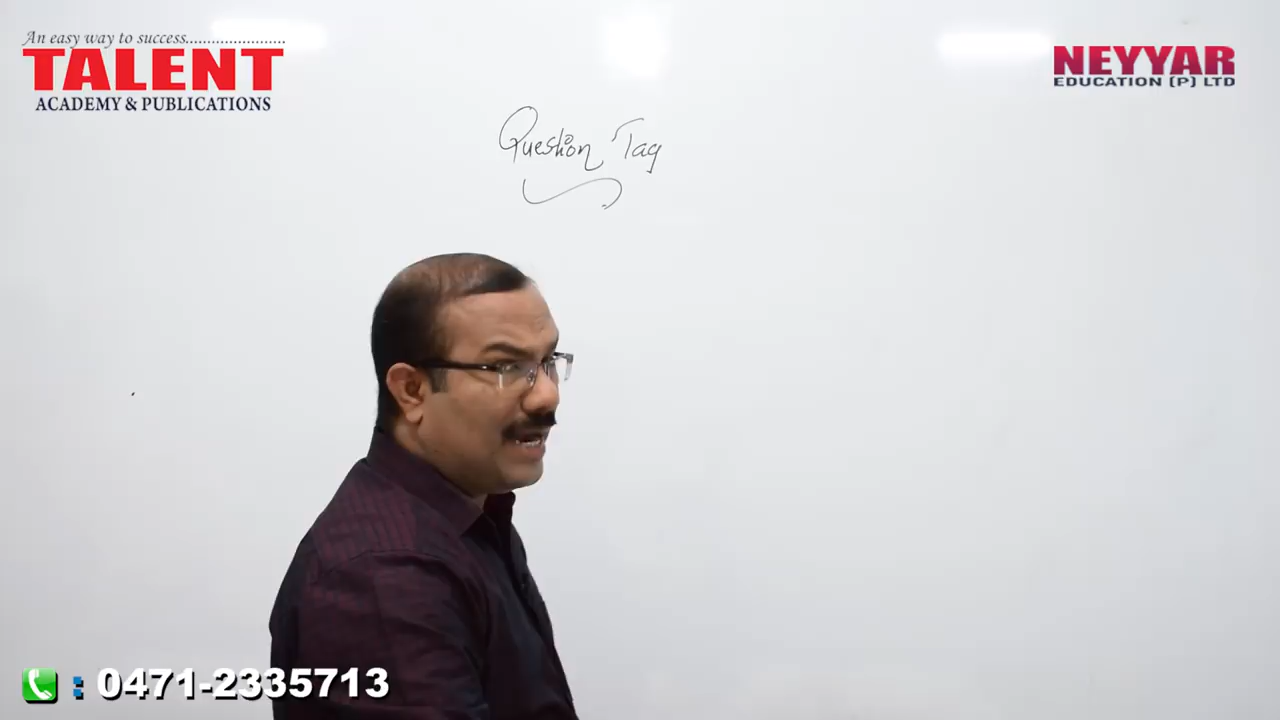 An easy way to success........................
TALENT
ACADEMY & PUBLICATIONS
NEYYAR
EDUCATION (P) LTD
Question Tag
: 0471-2335713